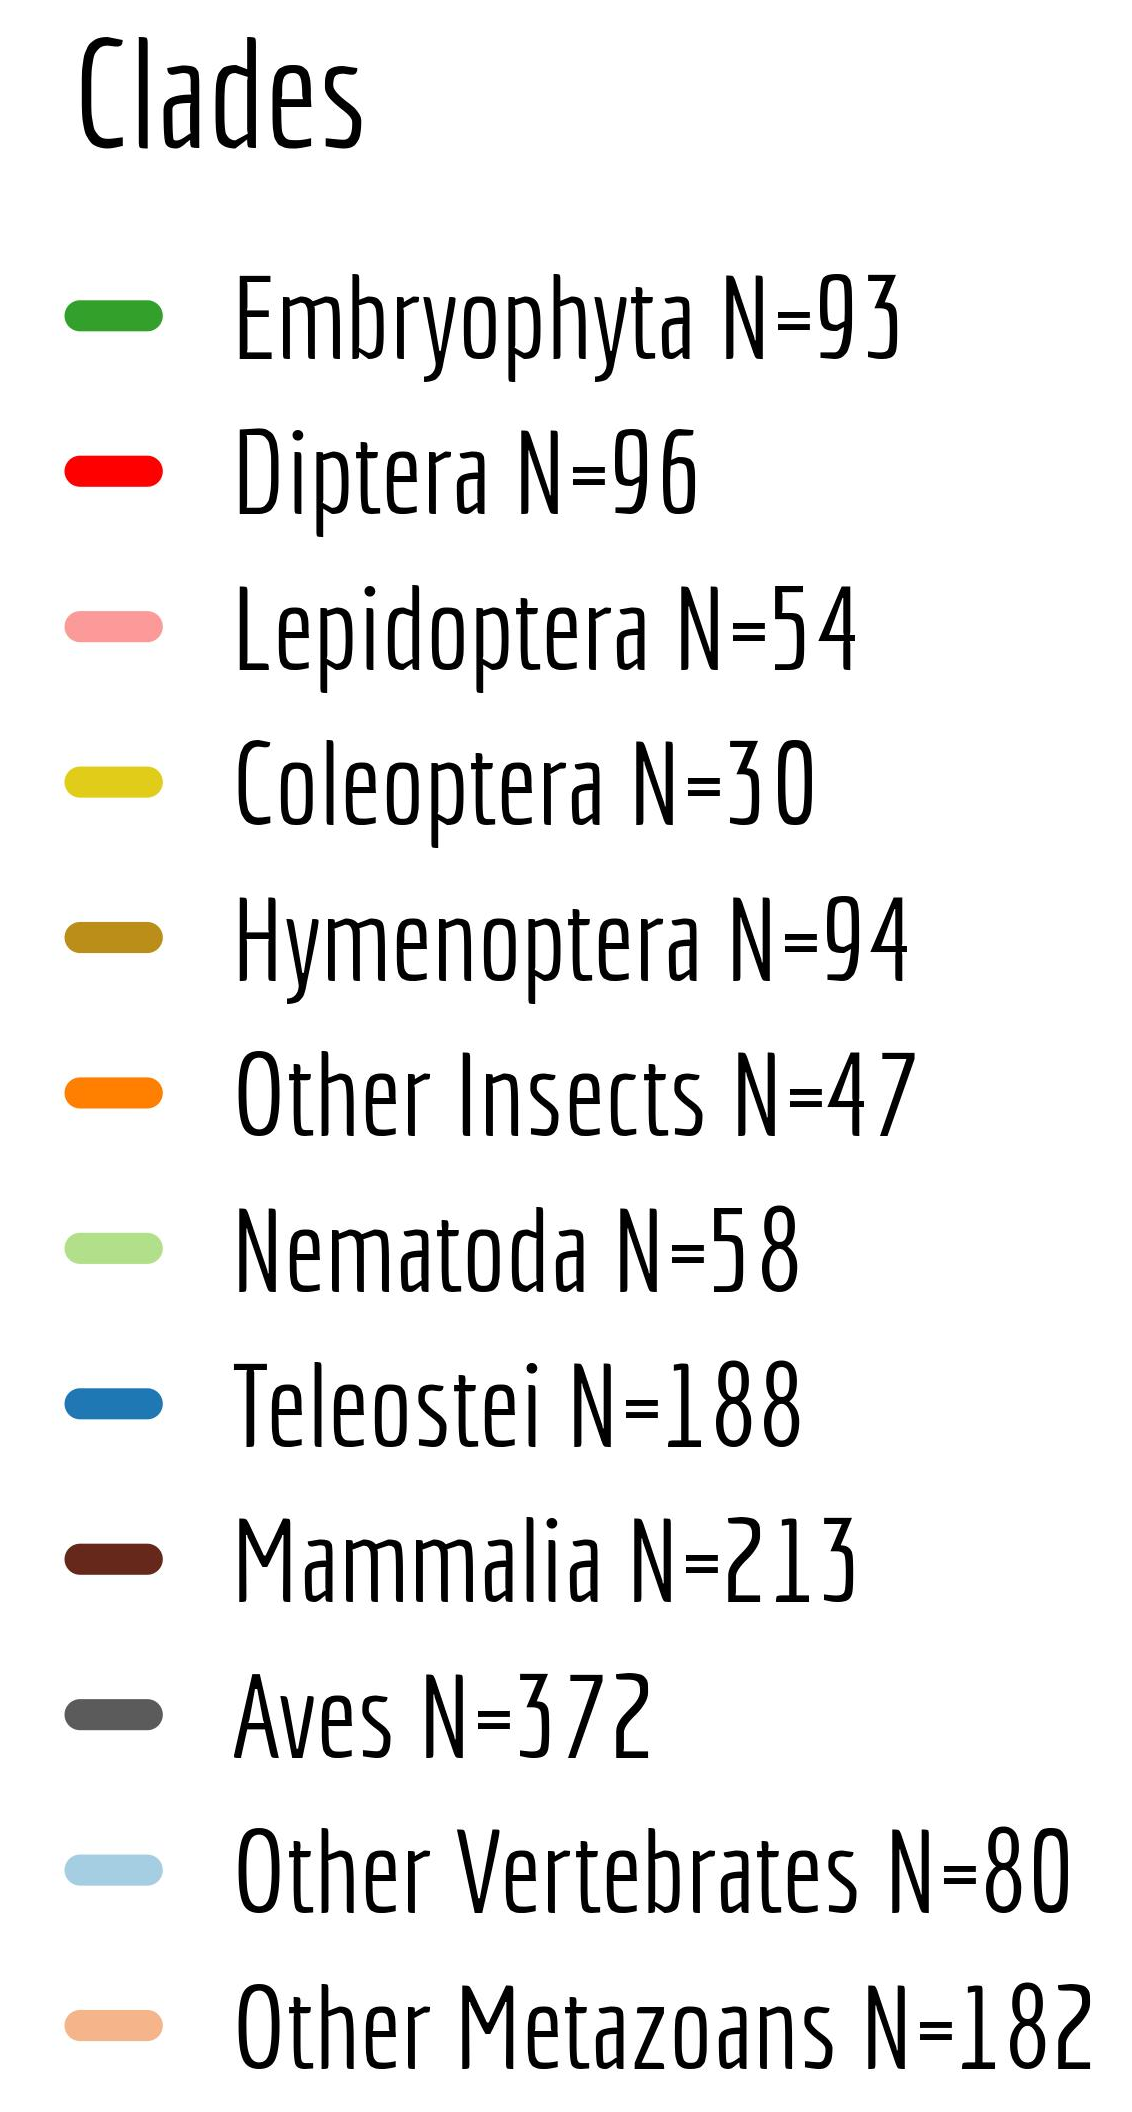 Clades
Embryophyta N=93
Diptera N=96
Lepidoptera N=54
Coleoptera N=30
Hymenoptera N=94
Other Insects N=47
Nematoda N=58
Teleostei N=188
Mammalia N=213
Aves N=372
Other Vertebrates N=80
Other Metazoans N=182